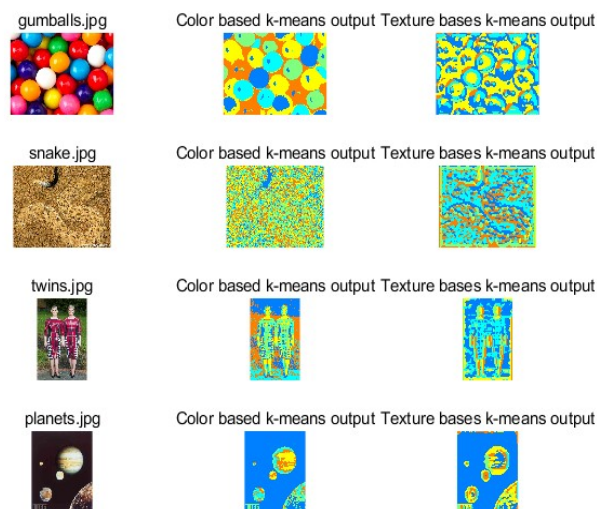 gumballs.jpg
Color based k-means output
Texture bases k-means output
snake.jpg
Color based k-means output
Texture bases k-means output
twins.jpg
Color based k-means output
Texture bases k-means output
planets.jpg
Color based k-means output
Texture bases k-means output